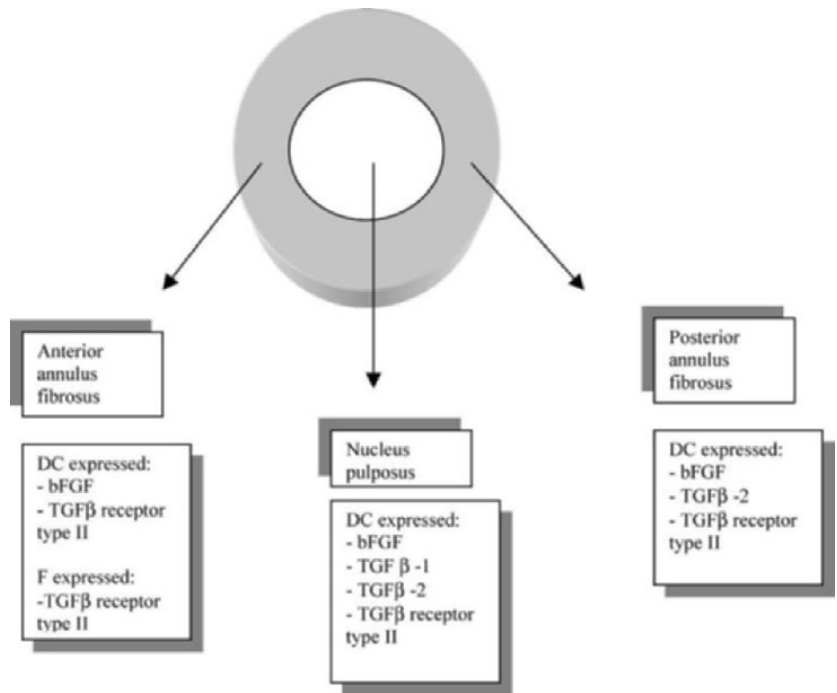 Anterior
annulus
fibrosus
DC expressed:
- bFGF
- TGFβ receptor
type II
F expressed:
-TGFβ receptor
type II
Nucleus
pulposus
DC expressed:
- bFGF
- TGF β -1
- TGFβ -2
- TGFβ receptor
type II
Posterior
annulus
fibrosus
DC expressed:
- bFGF
- TGFβ -2
- TGFβ receptor
type II